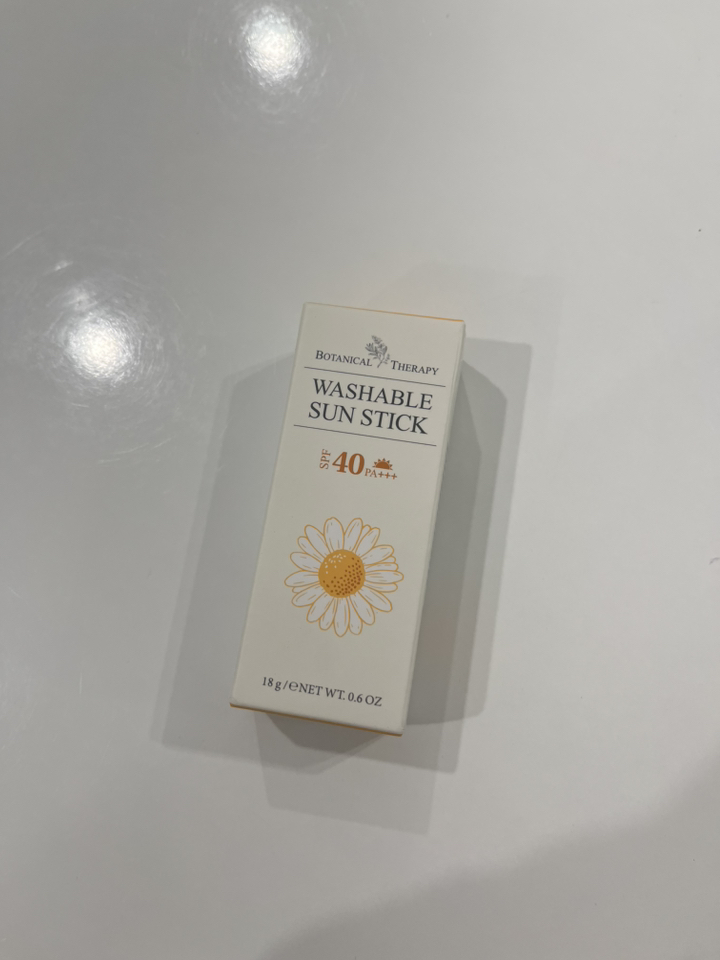 BOTANICAL THERAPY
WASHABLE
SUN STICK
SPF 40 PA+++
18 g / ℮ NET WT. 0.6 OZ